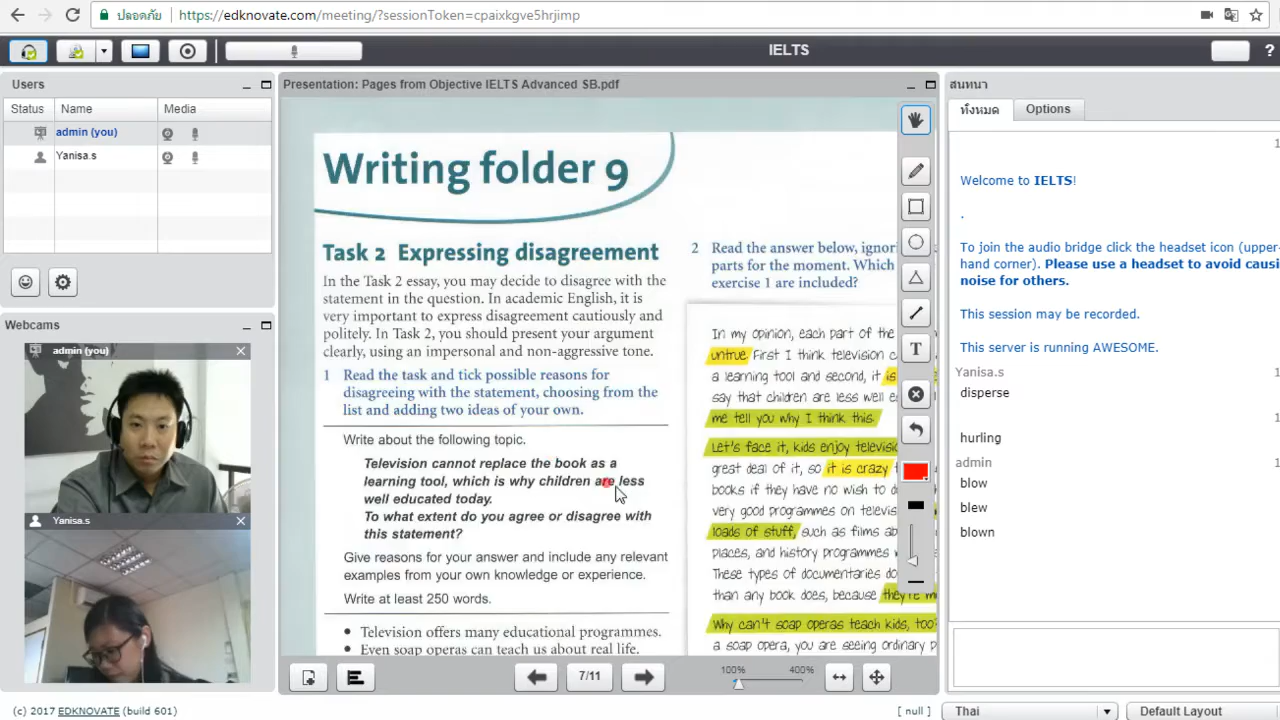 ปลอดภัย
https://edknovate.com/meeting/?sessionToken=cpaixkgve5hrjimp
IELTS
?
Users
Status Name Media
admin (you)
Yanisa.s
Webcams
admin (you)
Yanisa.s
Presentation: Pages from Objective IELTS Advanced SB.pdf
Writing folder 9
Task 2 Expressing disagreement
In the Task 2 essay, you may decide to disagree with the
statement in the question. In academic English, it is
very important to express disagreement cautiously and
politely. In Task 2, you should present your argument
clearly, using an impersonal and non-aggressive tone.
1 Read the task and tick possible reasons for
disagreeing with the statement, choosing from the
list and adding two ideas of your own.
Write about the following topic.
Television cannot replace the book as a
learning tool, which is why children are less
well educated today.
To what extent do you agree or disagree with
this statement?
Give reasons for your answer and include any relevant
examples from your own knowledge or experience.
Write at least 250 words.
• Television offers many educational programmes.
• Even soap operas can teach us about real life.
2 Read the answer below, ignori
parts for the moment. Which
exercise 1 are included?
In my opinion, each part of the
untrue. First I think television c
a learning tool and second, it is
say that children are less well e
me tell you why I think this.
Let's face it, kids enjoy televisi
great deal of it, so it is crazy
books if they have no wish to d
very good programmes on televis
loads of stuff, such as films ab
places, and history programmes
These types of documentaries do
than any book does, because they're m
Why can't soap operas teach kids, too?
a soap opera, you are seeing ordinary p
T
7/11
100% 400%
สนทนา
ทั้งหมด Options
Welcome to IELTS!
.
To join the audio bridge click the headset icon (upper-
hand corner). Please use a headset to avoid causi
noise for others.
This session may be recorded.
This server is running AWESOME.
Yanisa.s 1
disperse
1
hurling
admin 1
blow
blew
blown
(c) 2017 EDKNOVATE (build 601)
[ null ]
Thai
Default Layout